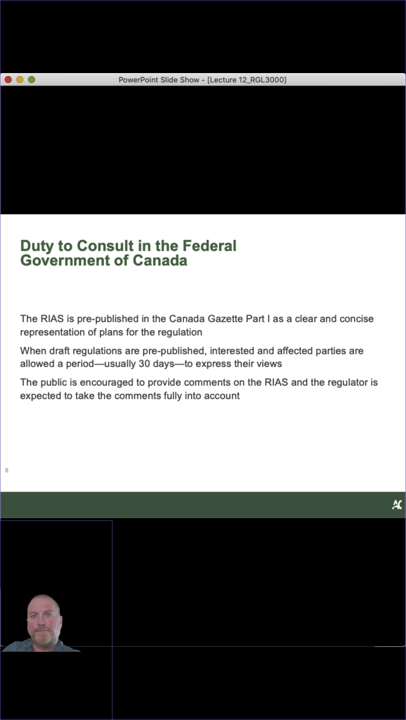 PowerPoint Slide Show - [Lecture 12_RGL3000]
Duty to Consult in the Federal
Government of Canada
The RIAS is pre-published in the Canada Gazette Part I as a clear and concise
representation of plans for the regulation
When draft regulations are pre-published, interested and affected parties are
allowed a period—usually 30 days—to express their views
The public is encouraged to provide comments on the RIAS and the regulator is
expected to take the comments fully into account
8
AC